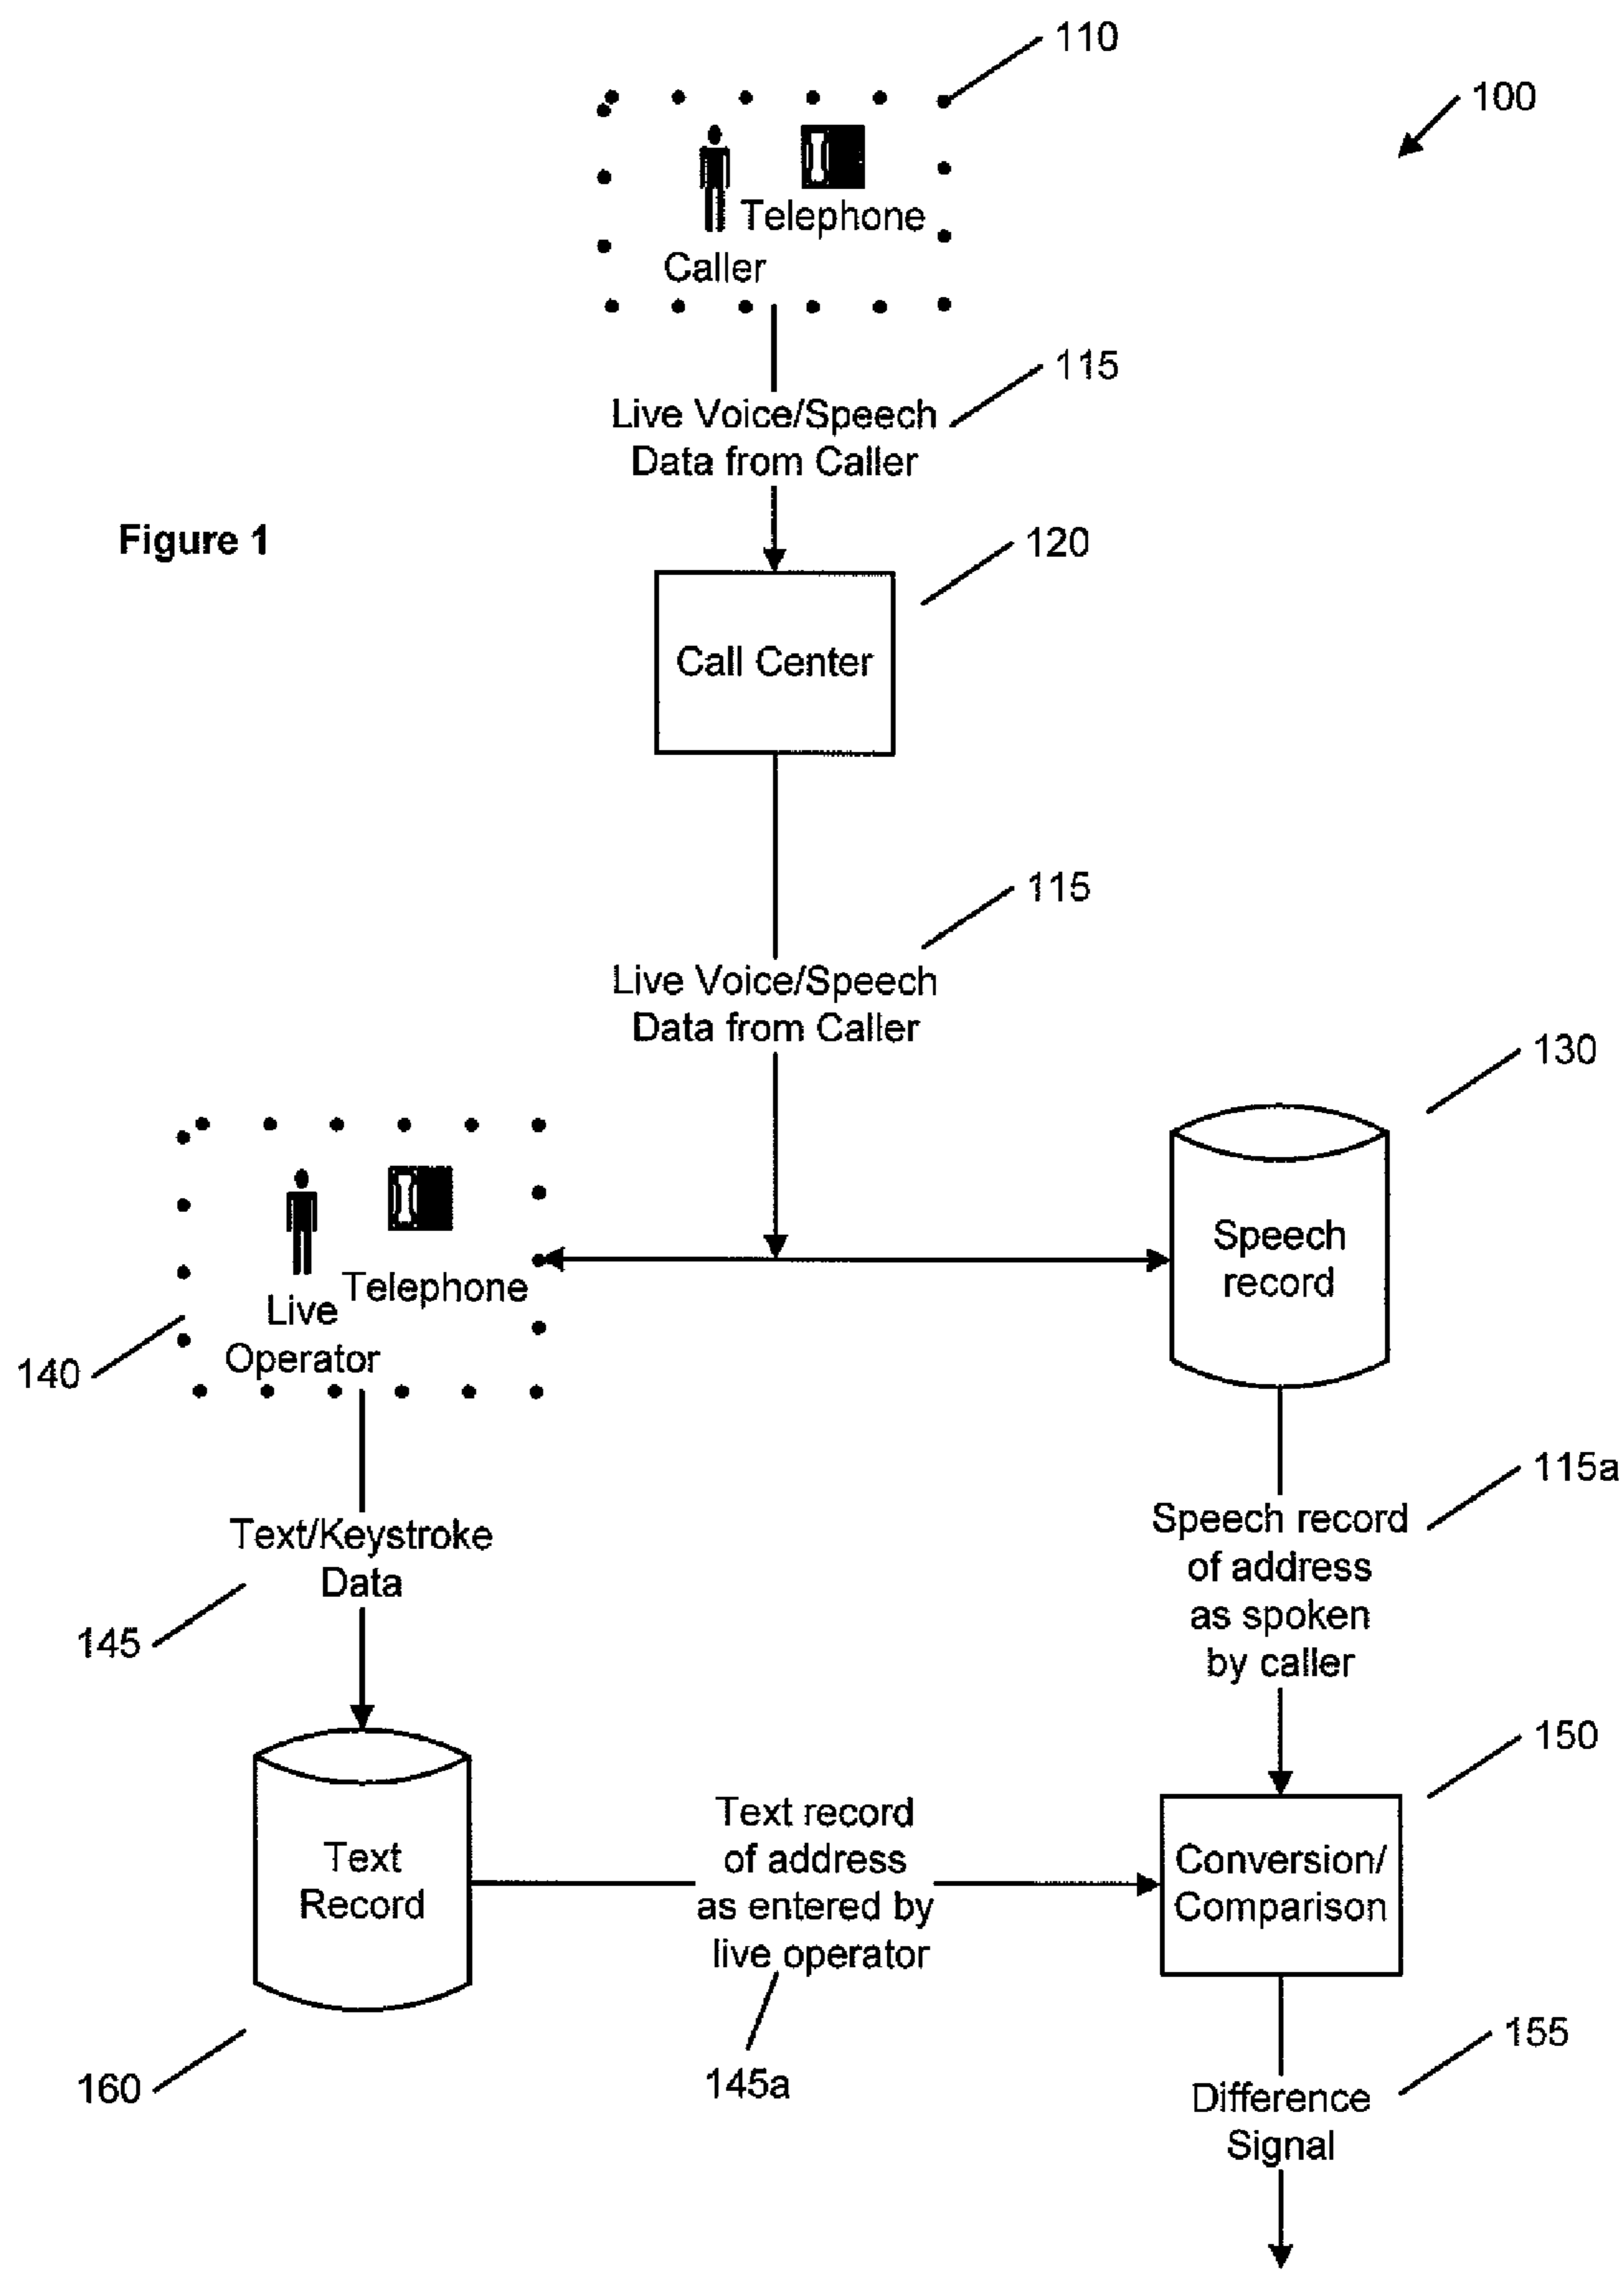 110
100
Telephone
Caller
115
Live Voice/Speech
Data from Caller
Figure 1
120
Call Center
115
Live Voice/Speech
Data from Caller
130
Speech
record
Telephone
Live
Operator
140
115a
Speech record
of address
as spoken
by caller
Text/Keystroke
Data
145
150
Text record
of address
as entered by
live operator
Text
Record
Conversion/
Comparison
155
160
145a
Difference
Signal